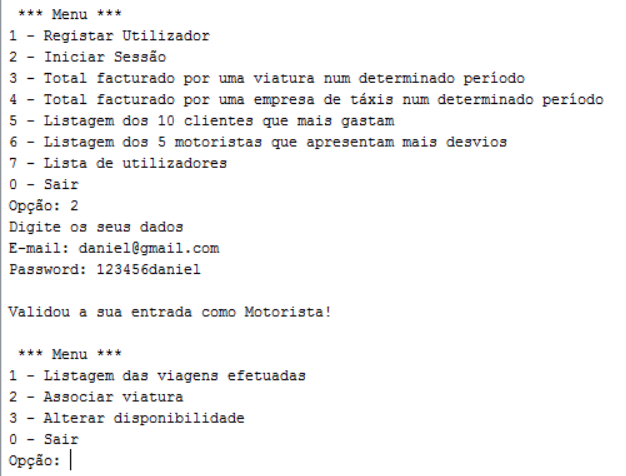 *** Menu ***
1 - Registar Utilizador
2 - Iniciar Sessão
3 - Total facturado por uma viatura num determinado período
4 - Total facturado por uma empresa de táxis num determinado período
5 - Listagem dos 10 clientes que mais gastam
6 - Listagem dos 5 motoristas que apresentam mais desvios
7 - Lista de utilizadores
0 - Sair
Opção: 2
Digite os seus dados
E-mail: daniel@gmail.com
Password: 123456daniel
Validou a sua entrada como Motorista!
*** Menu ***
1 - Listagem das viagens efetuadas
2 - Associar viatura
3 - Alterar disponibilidade
0 - Sair
Opção: